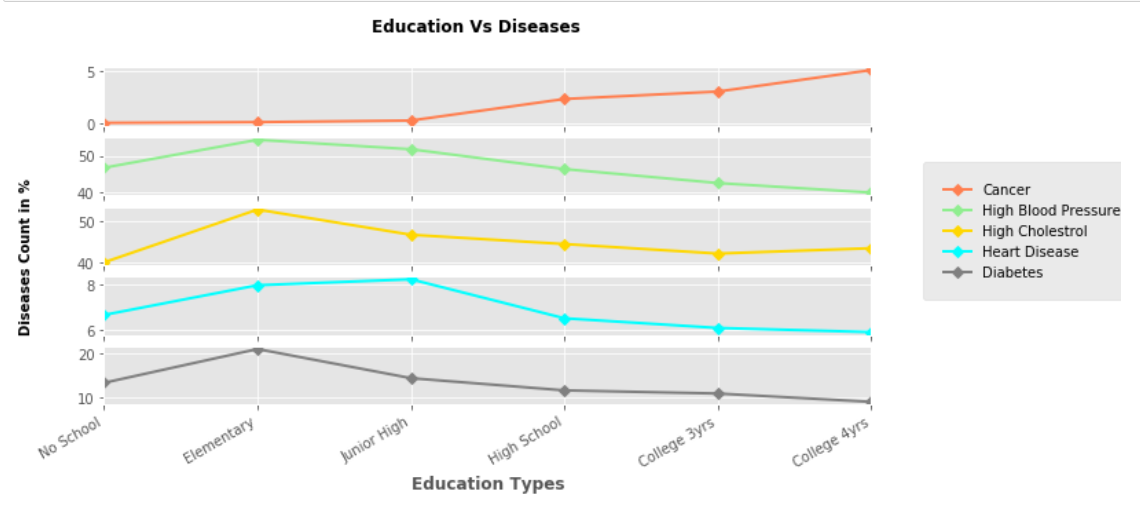 Education Vs Diseases
5
0
50
40
50
40
8
6
20
10
Diseases Count in %
No School
Elementary
Junior High
High School
College 3yrs
College 4yrs
Education Types
Cancer
High Blood Pressure
High Cholestrol
Heart Disease
Diabetes